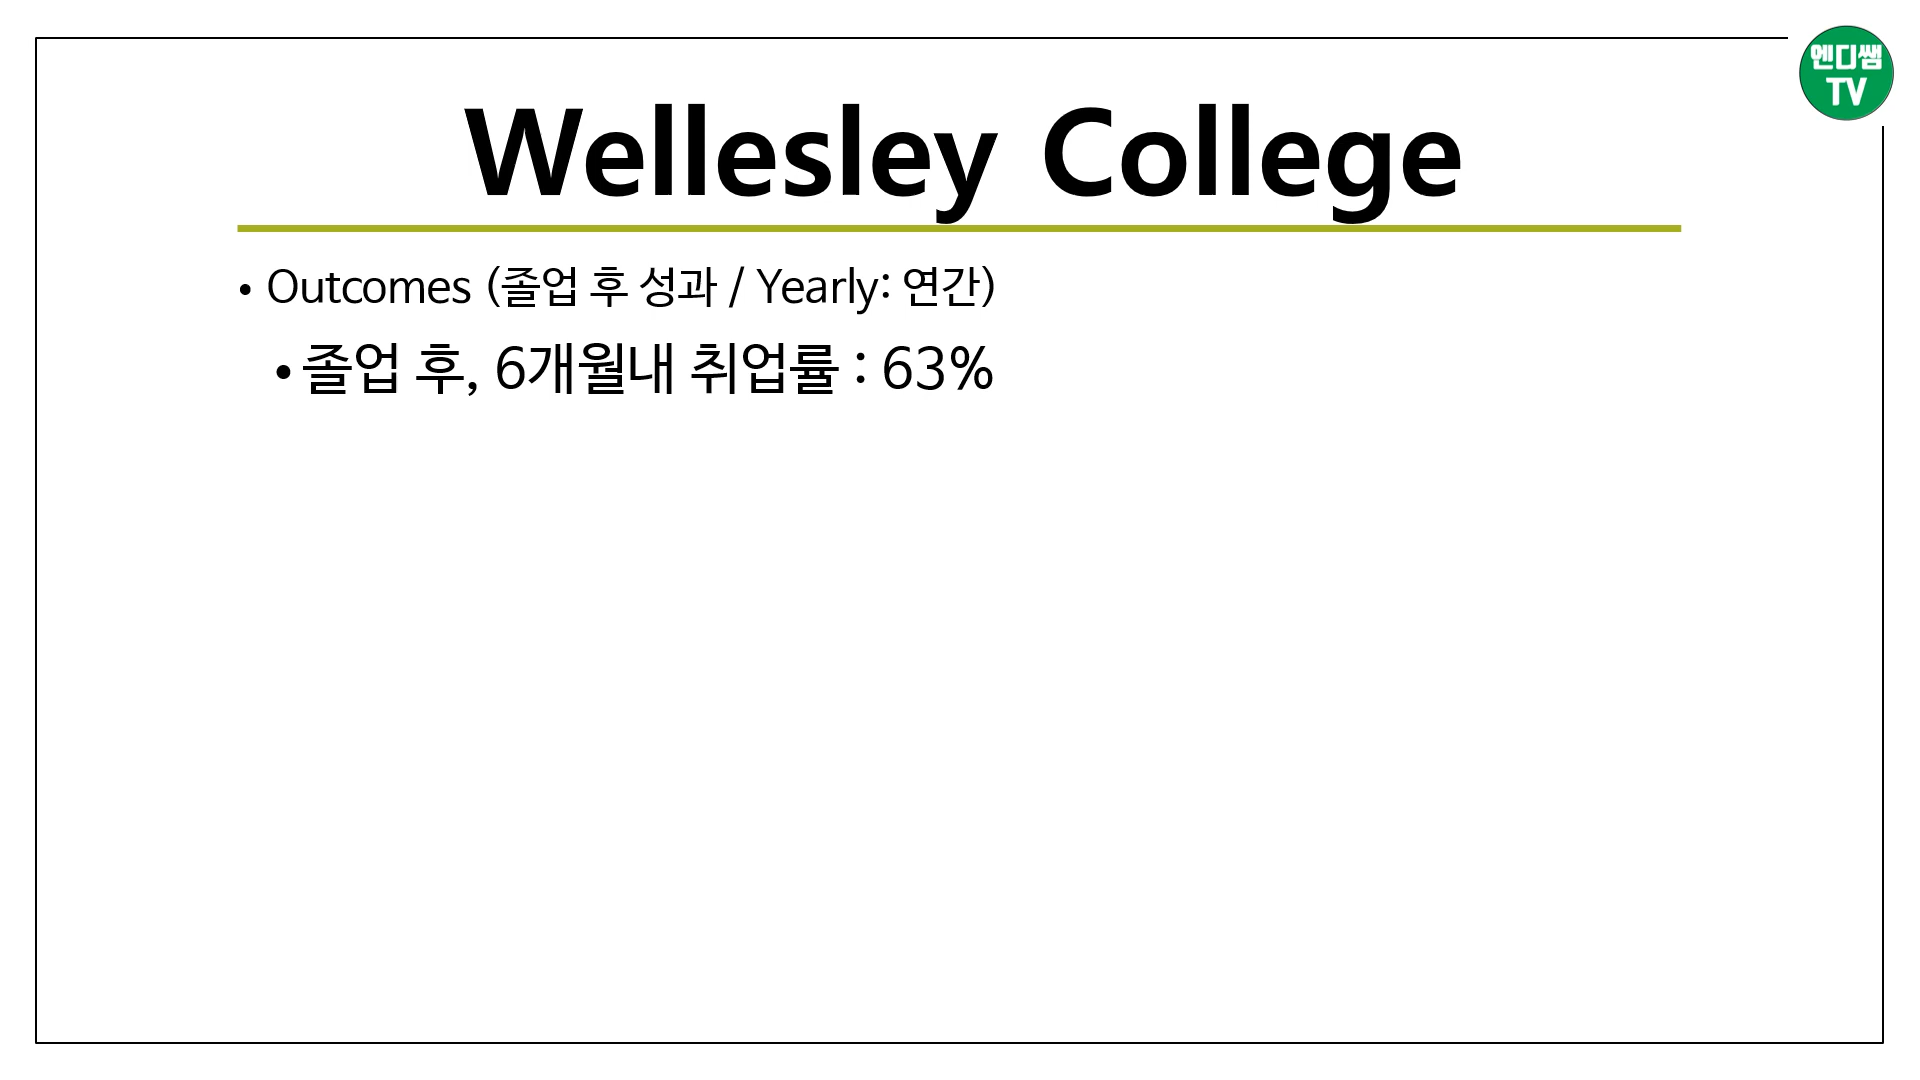 엔디쌤
TV
Wellesley College
• Outcomes (졸업 후 성과 / Yearly: 연간)
• 졸업 후, 6개월내 취업률 : 63%